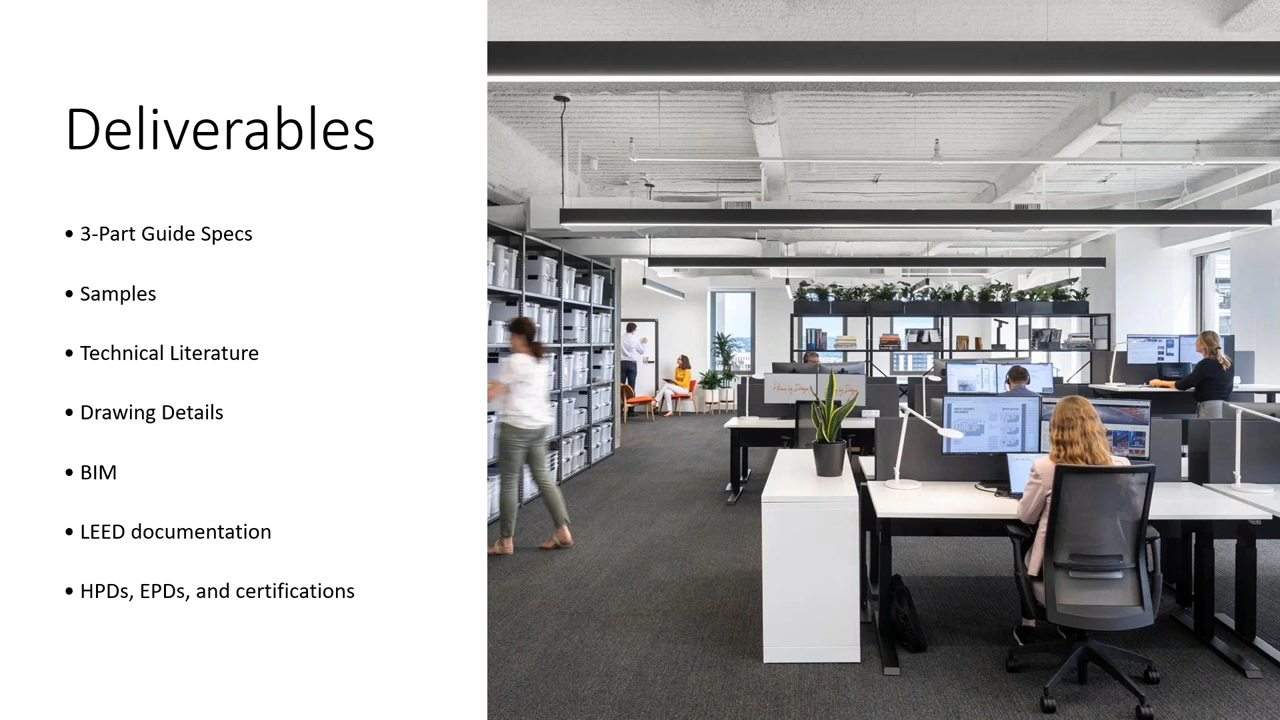 Deliverables
• 3-Part Guide Specs
• Samples
• Technical Literature
• Drawing Details
• BIM
• LEED documentation
• HPDs, EPDs, and certifications